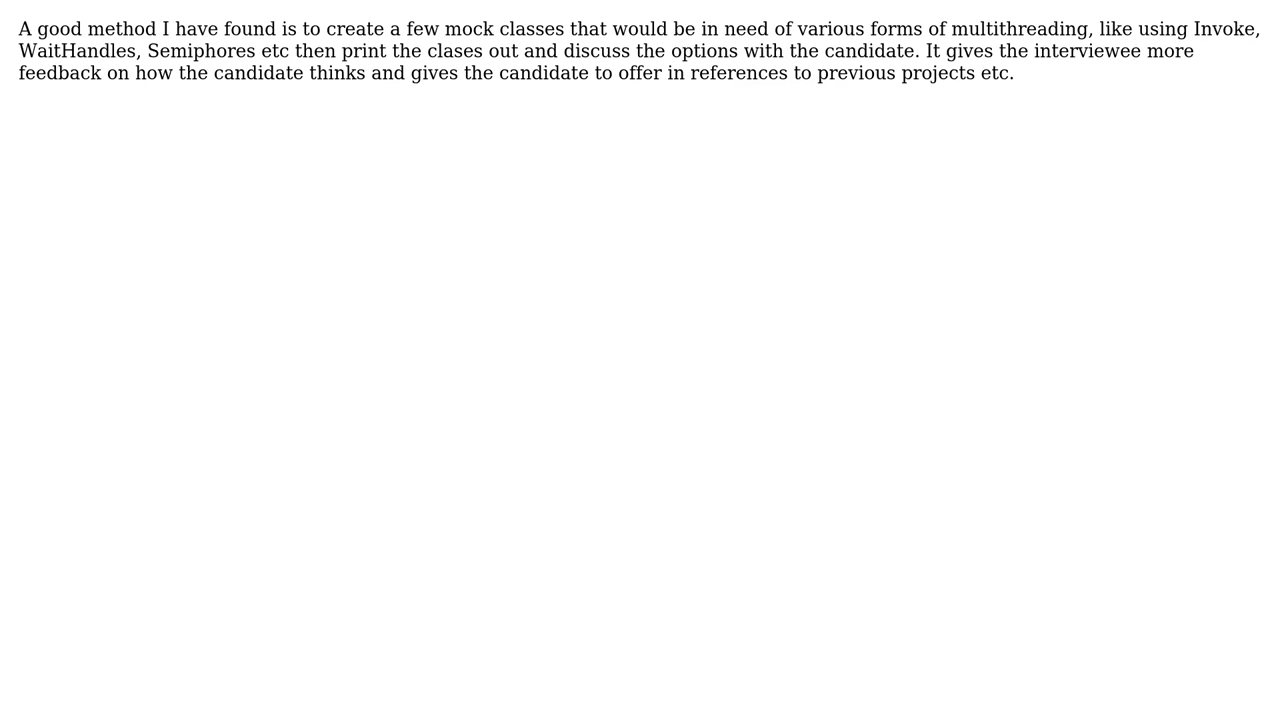 A good method I have found is to create a few mock classes that would be in need of various forms of multithreading, like using Invoke,
WaitHandles, Semiphores etc then print the clases out and discuss the options with the candidate. It gives the interviewee more
feedback on how the candidate thinks and gives the candidate to offer in references to previous projects etc.